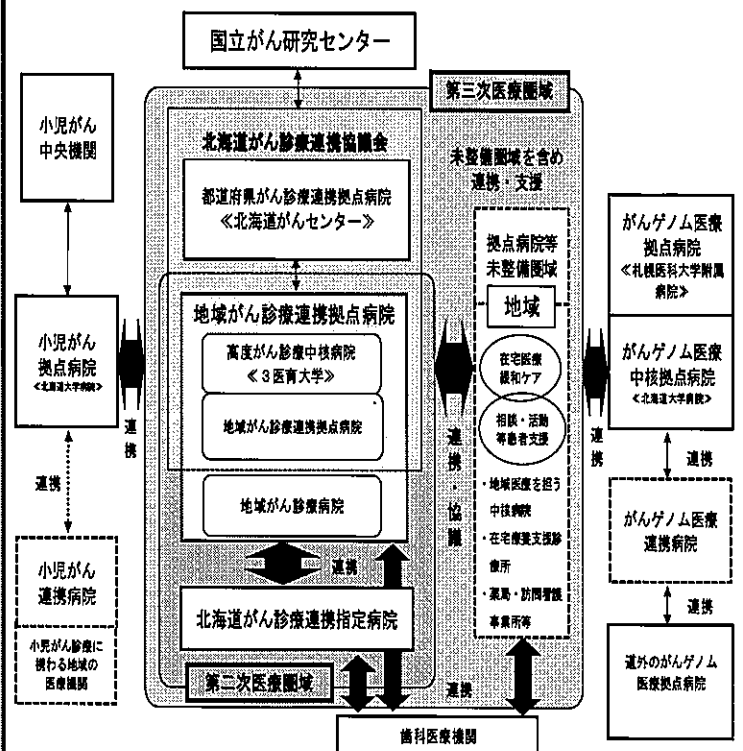 国立がん研究センター
第三次医療圏域
小児がん
中央機関
北海道がん診療連携協議会
都道府県がん診療連携拠点病院
≪北海道がんセンター≫
未整備圏域を含め
連携・支援
拠点病院等
未整備圏域
地域
在宅医療
緩和ケア
相談・活動
等患者支援
・地域医療を担う
中核病院
・在宅療養支援診
療所
・薬局・訪問看護
事業所等
地域がん診療連携拠点病院
高度がん診療中核病院
≪3医育大学≫
地域がん診療連携拠点病院
地域がん診療病院
連携
北海道がん診療連携指定病院
第二次医療圏域
小児がん
拠点病院
≪北海道大学病院≫
連携
連携
小児がん
連携病院
小児がん診療に
携わる地域の
医療機関
連携・協議
連携
がんゲノム医療
拠点病院
≪札幌医科大学附属
病院≫
がんゲノム医療
中核拠点病院
≪北海道大学病院≫
連携
連携
がんゲノム医療
連携病院
連携
道外のがんゲノム
医療拠点病院
歯科医療機関